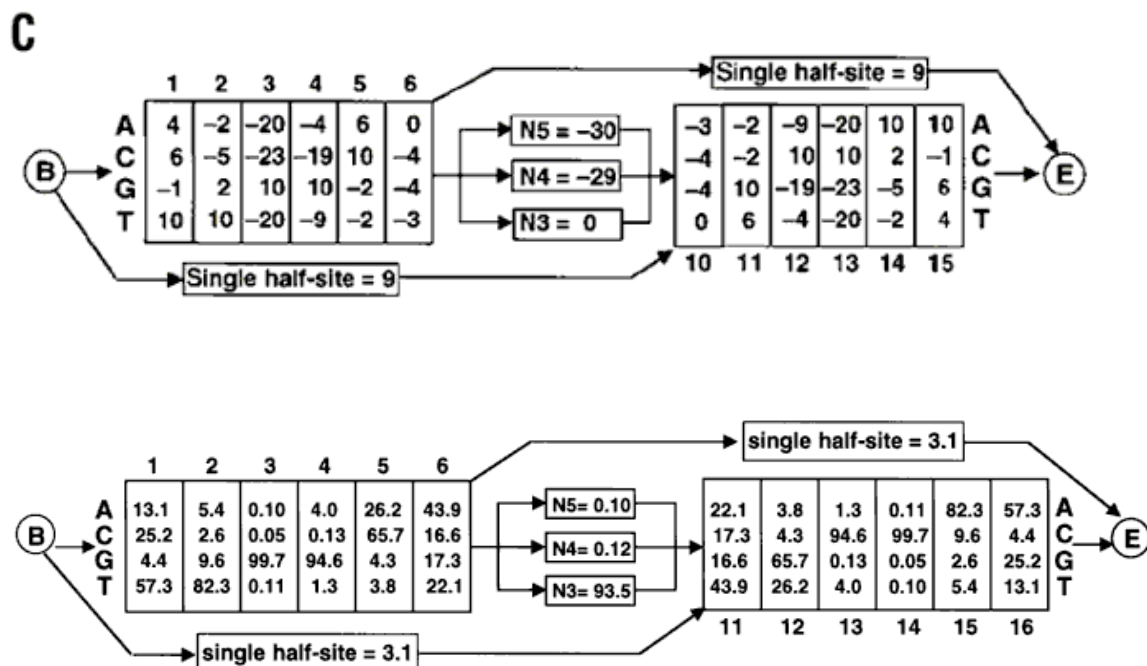 C
Single half-site = 9
1 2 3 4 5 6
A 4 −2 −20 −4 6 0 N5 = −30 −3 −2 −9 −20 10 10 A
C 6 −5 −23 −19 10 −4 N4 = −29 −4 −2 10 10 2 −1 C
G −1 2 10 10 −2 −4 −4 10 −19 −23 −5 6 G
T 10 10 −20 −9 −2 −3 N3 = 0 0 6 −4 −20 −2 4 T
B E
10 11 12 13 14 15
Single half-site = 9
single half-site = 3.1
1 2 3 4 5 6
A 13.1 5.4 0.10 4.0 26.2 43.9 N5= 0.10 22.1 3.8 1.3 0.11 82.3 57.3 A
C 25.2 2.6 0.05 0.13 65.7 16.6 N4= 0.12 17.3 4.3 94.6 99.7 9.6 4.4 C
G 4.4 9.6 99.7 94.6 4.3 17.3 16.6 65.7 0.13 0.05 2.6 25.2 G
T 57.3 82.3 0.11 1.3 3.8 22.1 N3= 93.5 43.9 26.2 4.0 0.10 5.4 13.1 T
B E
11 12 13 14 15 16
single half-site = 3.1